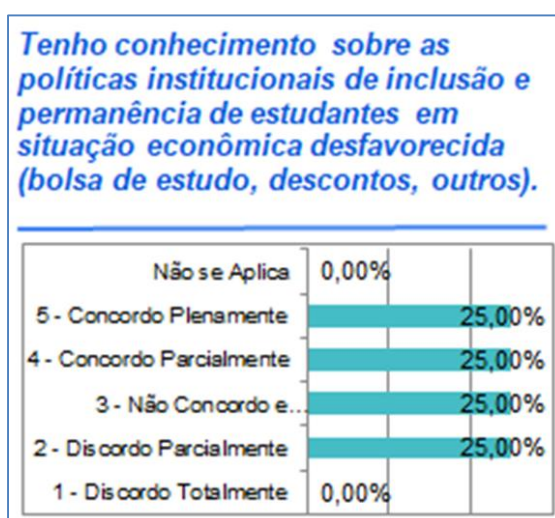 Tenho conhecimento sobre as
políticas institucionais de inclusão e
permanência de estudantes em
situação econômica desfavorecida
(bolsa de estudo, descontos, outros).
Não se Aplica 0,00%
5 - Concordo Plenamente 25,00%
4 - Concordo Parcialmente 25,00%
3 - Não Concordo e... 25,00%
2 - Discordo Parcialmente 25,00%
1 - Discordo Totalmente 0,00%